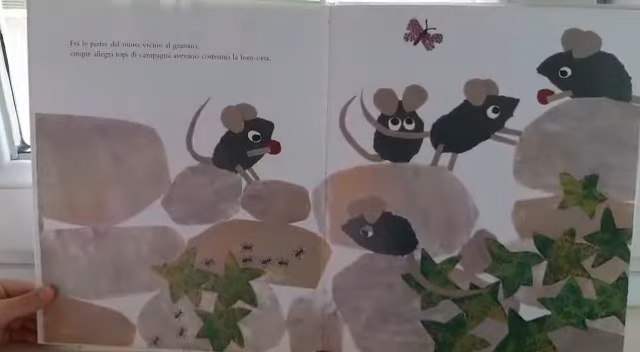 Fra le pietre del muro, vicino al granaio,
cinque allegri topi di campagna avevano costruito la loro casa.